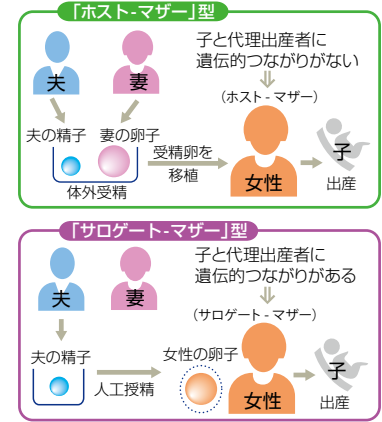 「ホスト-マザー」型
夫
妻
子と代理出産者に
遺伝的つながりがない
⇓
(ホスト-マザー)
夫の精子
妻の卵子
受精卵を
移植
体外受精
女性
子
出産
「サロゲート-マザー」型
夫
妻
子と代理出産者に
遺伝的つながりがある
⇓
(サロゲート-マザー)
夫の精子
人工授精
女性の卵子
女性
子
出産